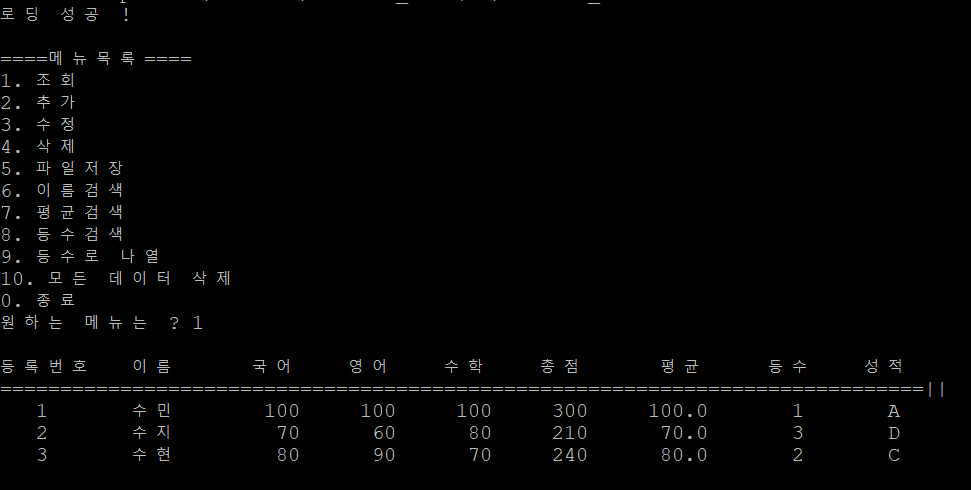 로딩 성공 !
====메뉴목록====
1. 조회
2. 추가
3. 수정
4. 삭제
5. 파일저장
6. 이름검색
7. 평균검색
8. 등수검색
9. 등수로 나열
10. 모든 데이터 삭제
0. 종료
원하는 메뉴는 ? 1
등록번호 이름 국어 영어 수학 총점 평균 등수 성적
=============================================================================||
1 수민 100 100 100 300 100.0 1 A
2 수지 70 60 80 210 70.0 3 D
3 수현 80 90 70 240 80.0 2 C